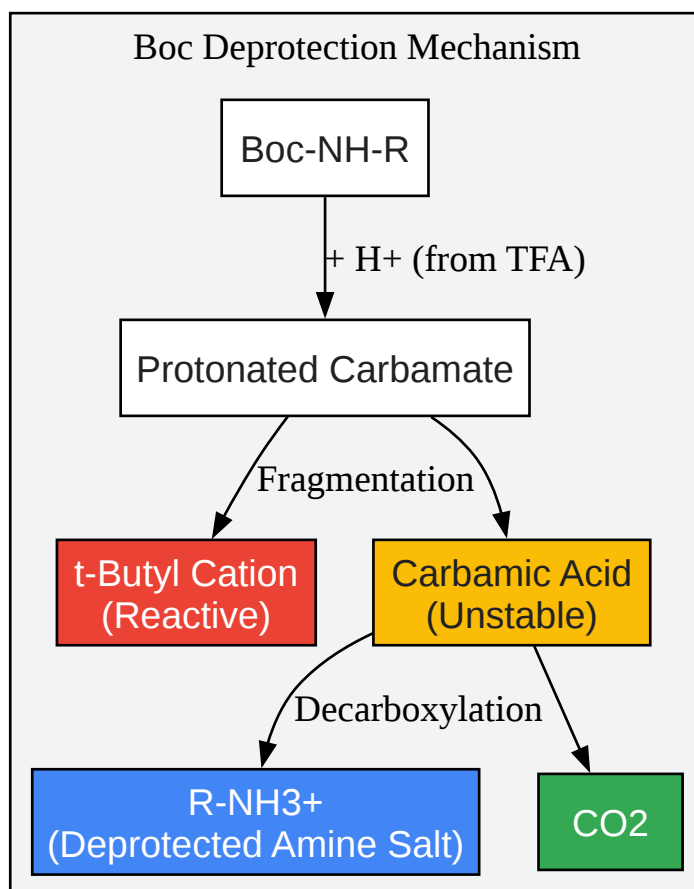 Boc Deprotection Mechanism
Boc-NH-R
+ H+ (from TFA)
Protonated Carbamate
Fragmentation
t-Butyl Cation
(Reactive)
Carbamic Acid
(Unstable)
Decarboxylation
R-NH3+
(Deprotected Amine Salt)
CO2